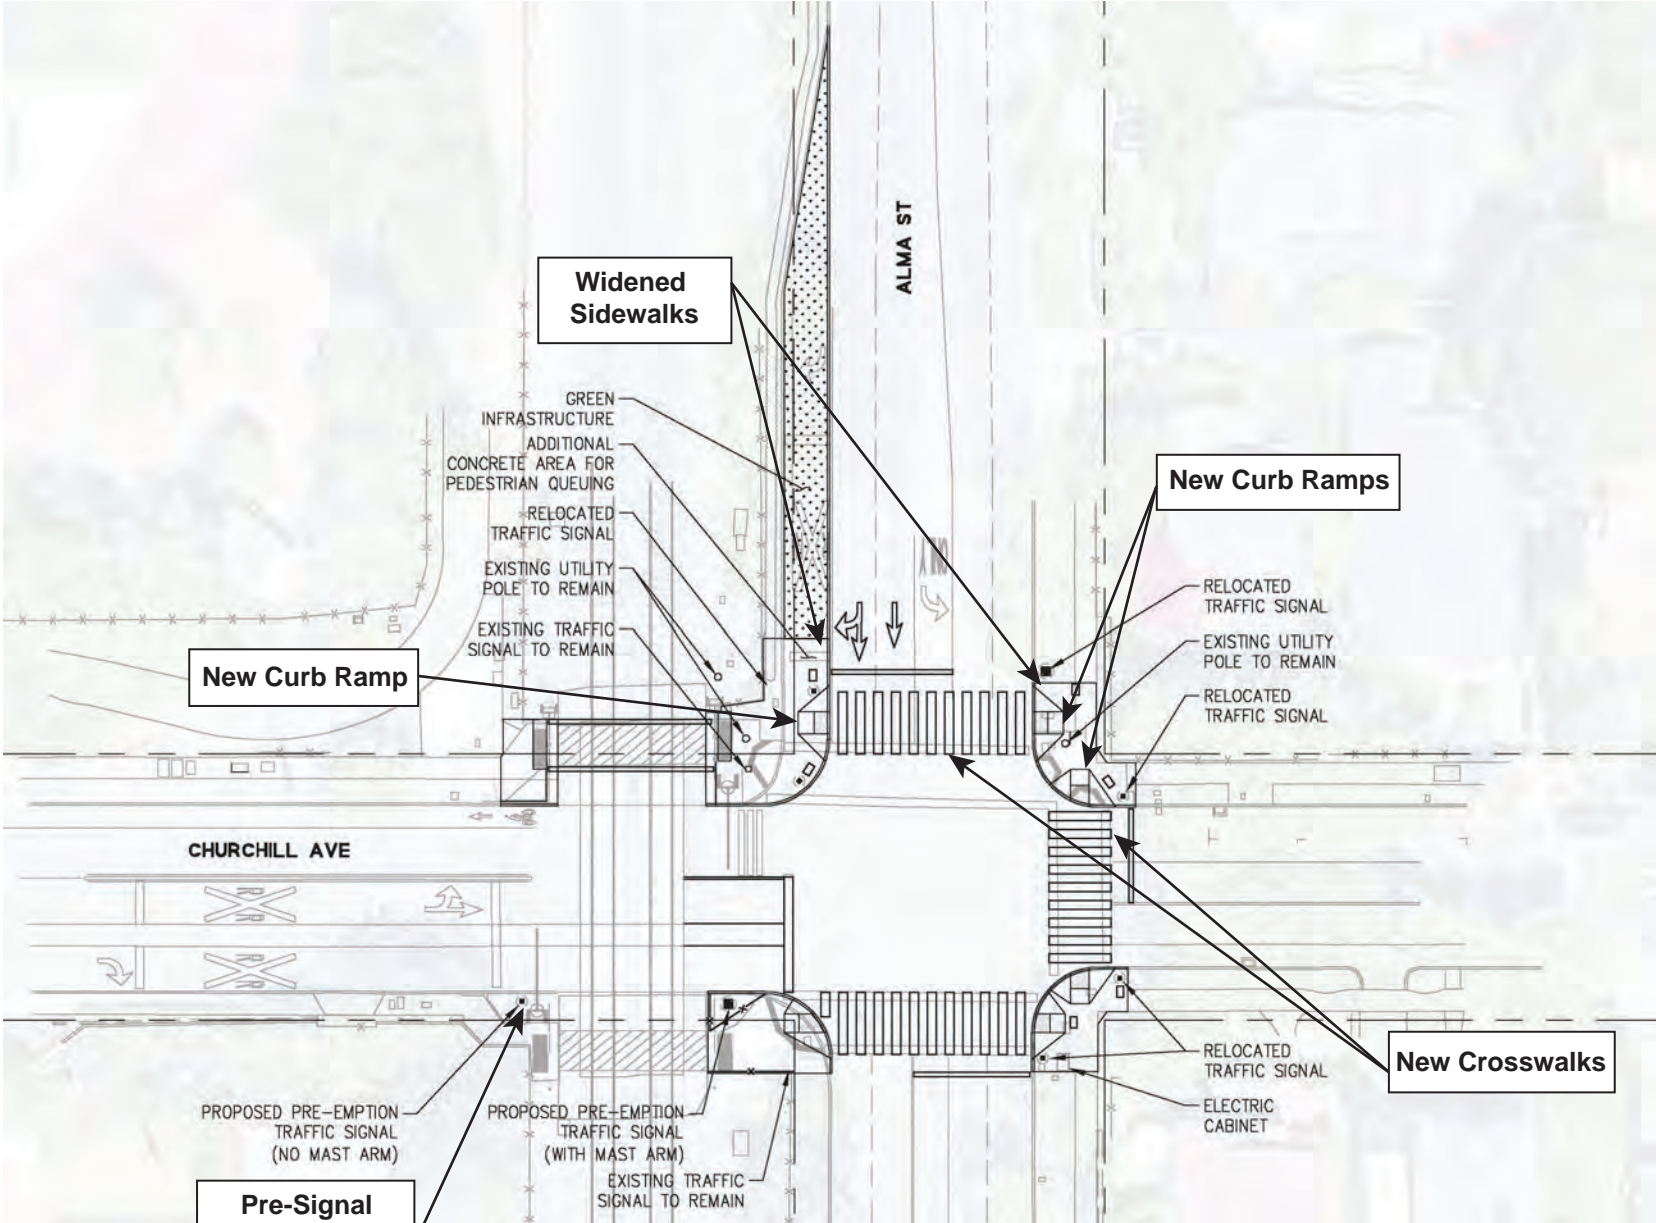 ALMA ST
Widened
Sidewalks
GREEN
INFRASTRUCTURE
ADDITIONAL
CONCRETE AREA FOR
PEDESTRIAN QUEUING
RELOCATED
TRAFFIC SIGNAL
EXISTING UTILITY
POLE TO REMAIN
EXISTING TRAFFIC
SIGNAL TO REMAIN
New Curb Ramp
New Curb Ramps
ONLY
RELOCATED
TRAFFIC SIGNAL
EXISTING UTILITY
POLE TO REMAIN
RELOCATED
TRAFFIC SIGNAL
CHURCHILL AVE
R R
R R
New Crosswalks
RELOCATED
TRAFFIC SIGNAL
ELECTRIC
CABINET
PROPOSED PRE-EMPTION
TRAFFIC SIGNAL
(NO MAST ARM)
PROPOSED PRE-EMPTION
TRAFFIC SIGNAL
(WITH MAST ARM)
EXISTING TRAFFIC
SIGNAL TO REMAIN
Pre-Signal